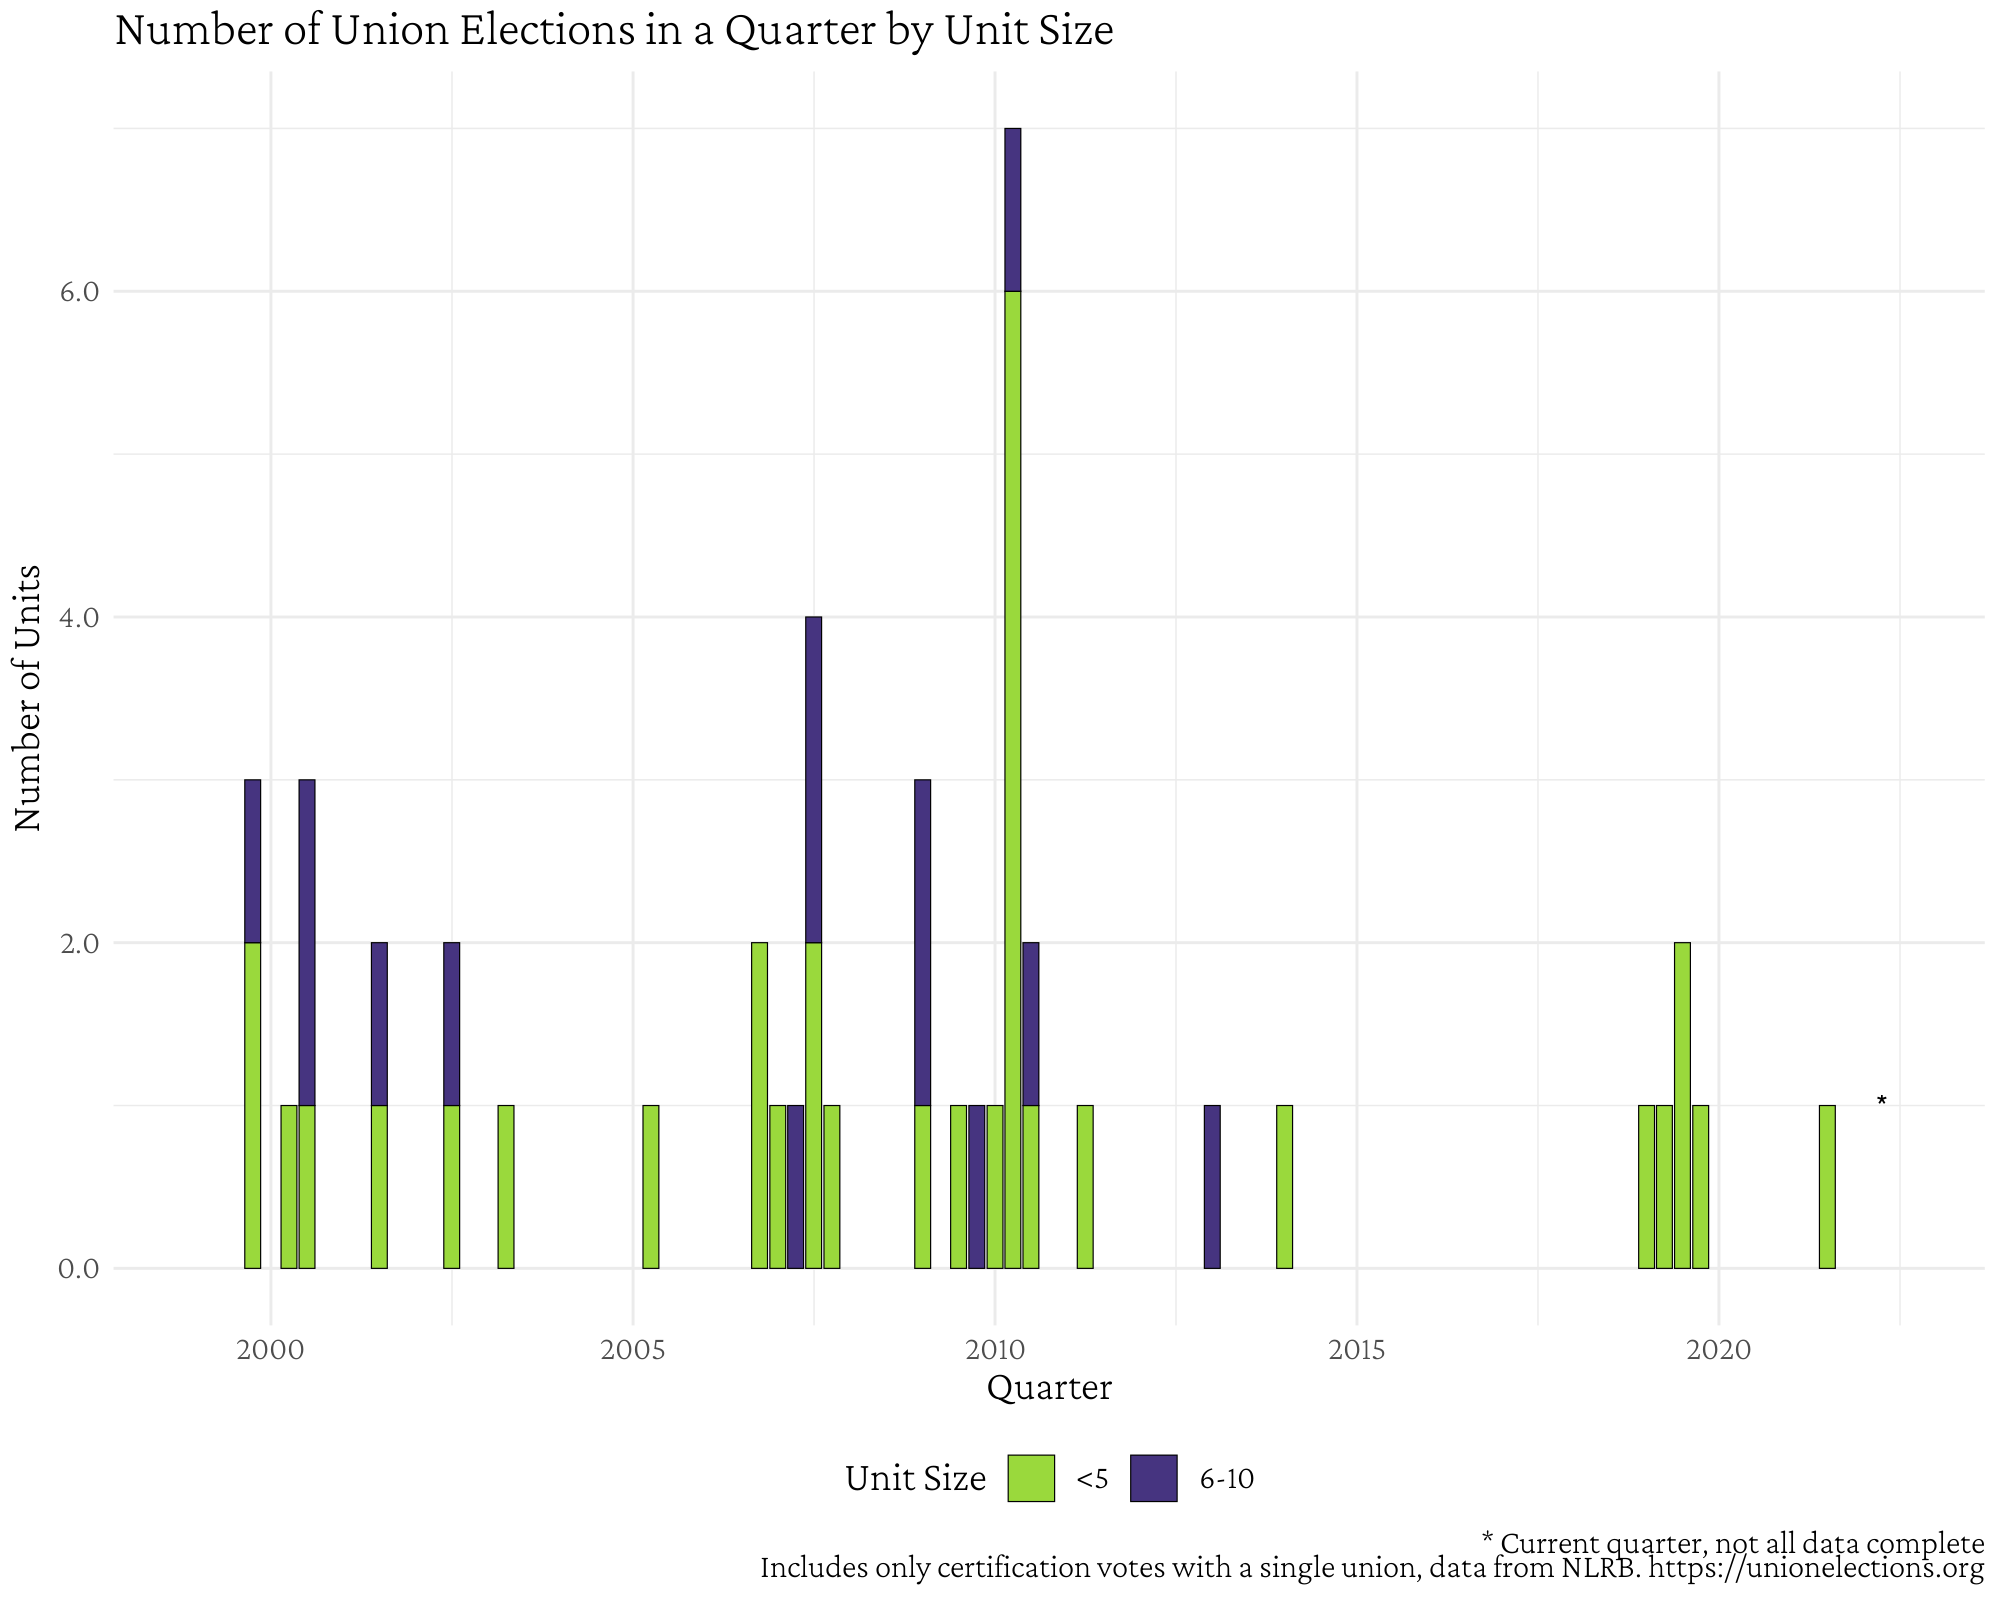 Number of Union Elections in a Quarter by Unit Size
Number of Units
6.0
4.0
2.0
0.0
*
2000 2005 2010 2015 2020
Quarter
Unit Size <5 6-10
* Current quarter, not all data complete
Includes only certification votes with a single union, data from NLRB. https://unionelections.org